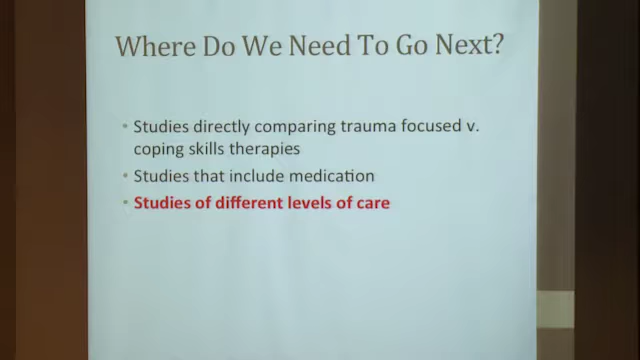 Where Do We Need To Go Next?
• Studies directly comparing trauma focused v.
coping skills therapies
• Studies that include medication
• Studies of different levels of care